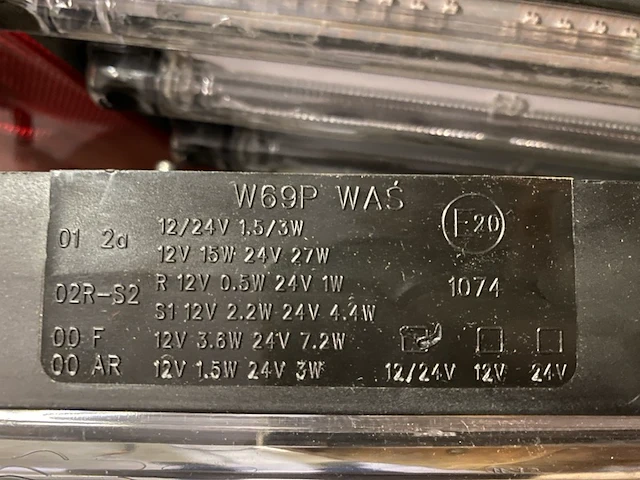 W69P WAŚ
01 2a 12/24V 1.5/3W
12V 15W 24V 27W
E20
02R-S2 R 12V 0.5W 24V 1W
S1 12V 2.2W 24V 4.4W
1074
00 F 12V 3.6W 24V 7.2W
00 AR 12V 1.5W 24V 3W
12/24V 12V 24V